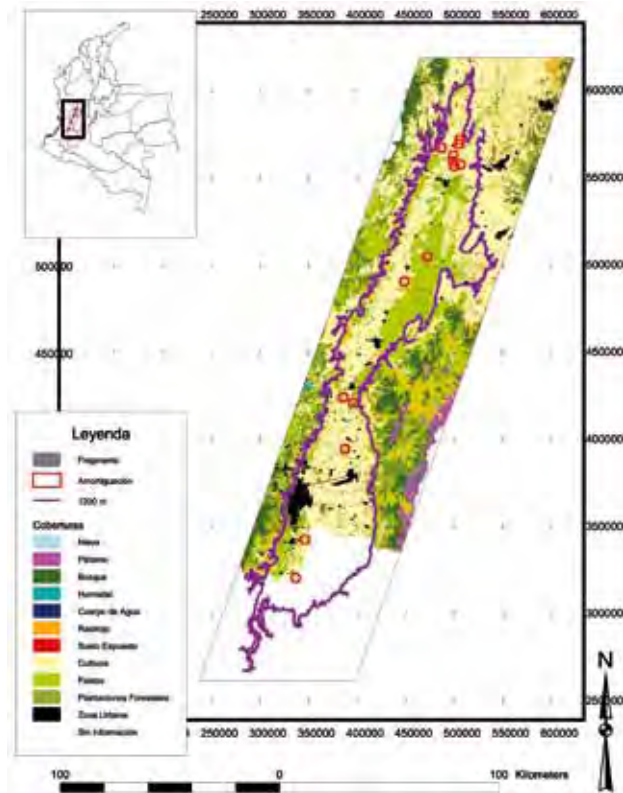 250000 300000 350000 400000 450000 500000 550000 600000
600000
550000
500000
500000
450000
450000
400000
350000
300000
250000
Leyenda
Fragmento
Amortiguación
1200 m
Coberturas
Nieve
Páramo
Bosque
Humedal
Cuerpo de Agua
Rastrojo
Suelo Expuesto
Cultivos
Pastos
Plantaciones Forestales
Zona Urbana
Sin Información
200000 250000 300000 350000 400000 450000 500000 550000 600000
N
100 0 100 Kilometers